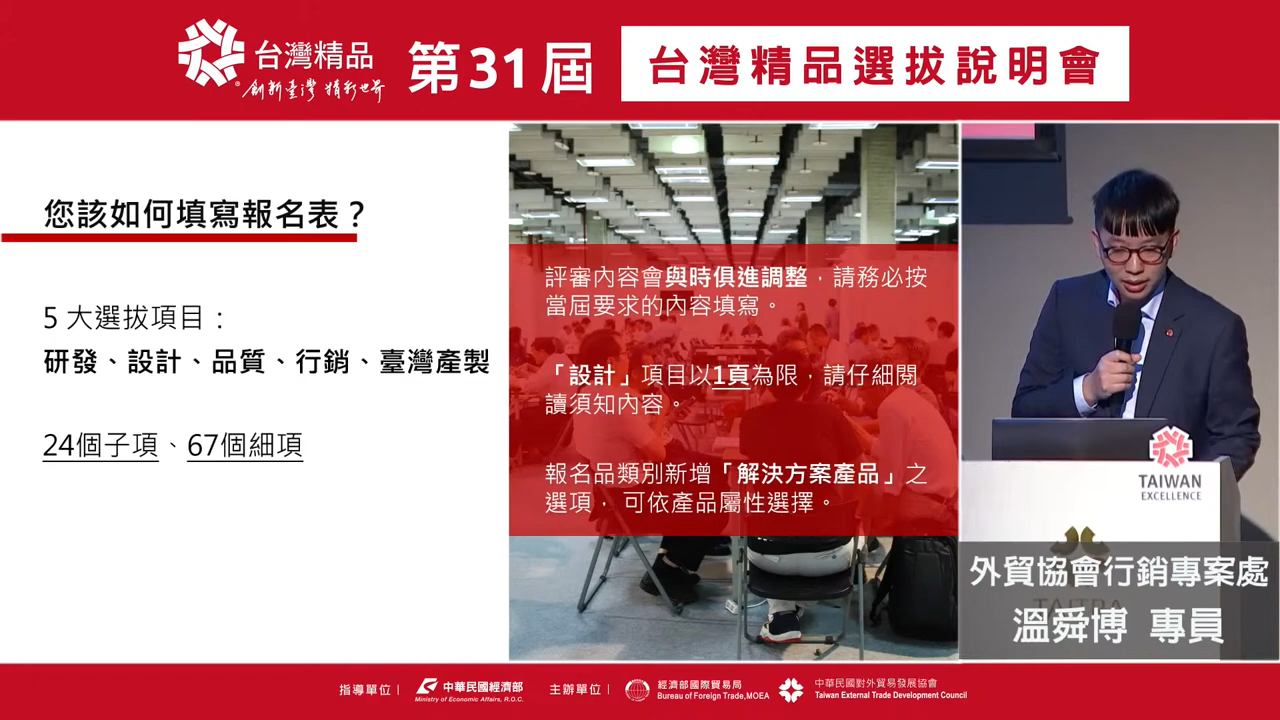 台灣精品
創新臺灣 精彩世界
第31屆
台灣精品選拔說明會
您該如何填寫報名表？
5 大選拔項目：
研發、設計、品質、行銷、臺灣產製
24個子項、67個細項
評審內容會與時俱進調整，請務必按
當屆要求的內容填寫。
「設計」項目以1頁為限，請仔細閱
讀須知內容。
報名品類別新增「解決方案產品」之
選項， 可依產品屬性選擇。
TAIWAN
EXCELLENCE
TAITRA
外貿協會行銷專案處
溫舜博 專員
指導單位｜
中華民國經濟部
Ministry of Economic Affairs, R.O.C.
主辦單位｜
經濟部國際貿易局
Bureau of Foreign Trade,MOEA
中華民國對外貿易發展協會
Taiwan External Trade Development Council